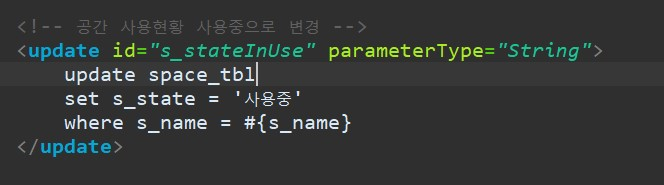 <!-- 공간 사용현황 사용중으로 변경 -->
<update id="s_stateInUse" parameterType="String">
update space_tbl
set s_state = '사용중'
where s_name = #{s_name}
</update>